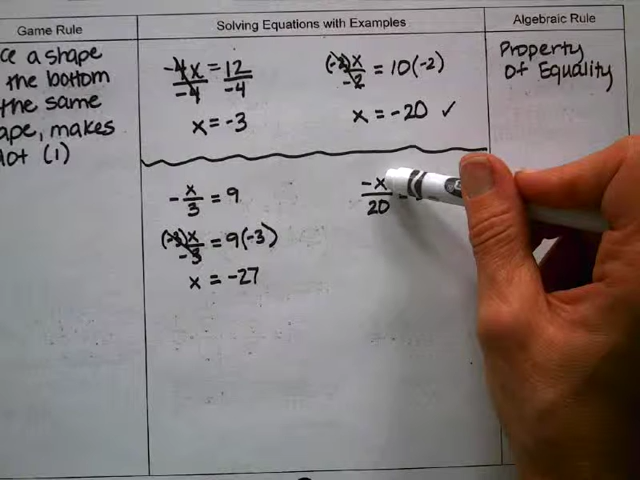 Game Rule
Solving Equations with Examples
Algebraic Rule
ce a shape
the bottom
the same
ape, makes
dot (1)
-4x/-4 = 12/-4
x = -3
(-2)x/-2 = 10(-2)
x = -20 ✓
Property
of Equality
-x/3 = 9
(-3)x/-3 = 9(-3)
x = -27
-x/20